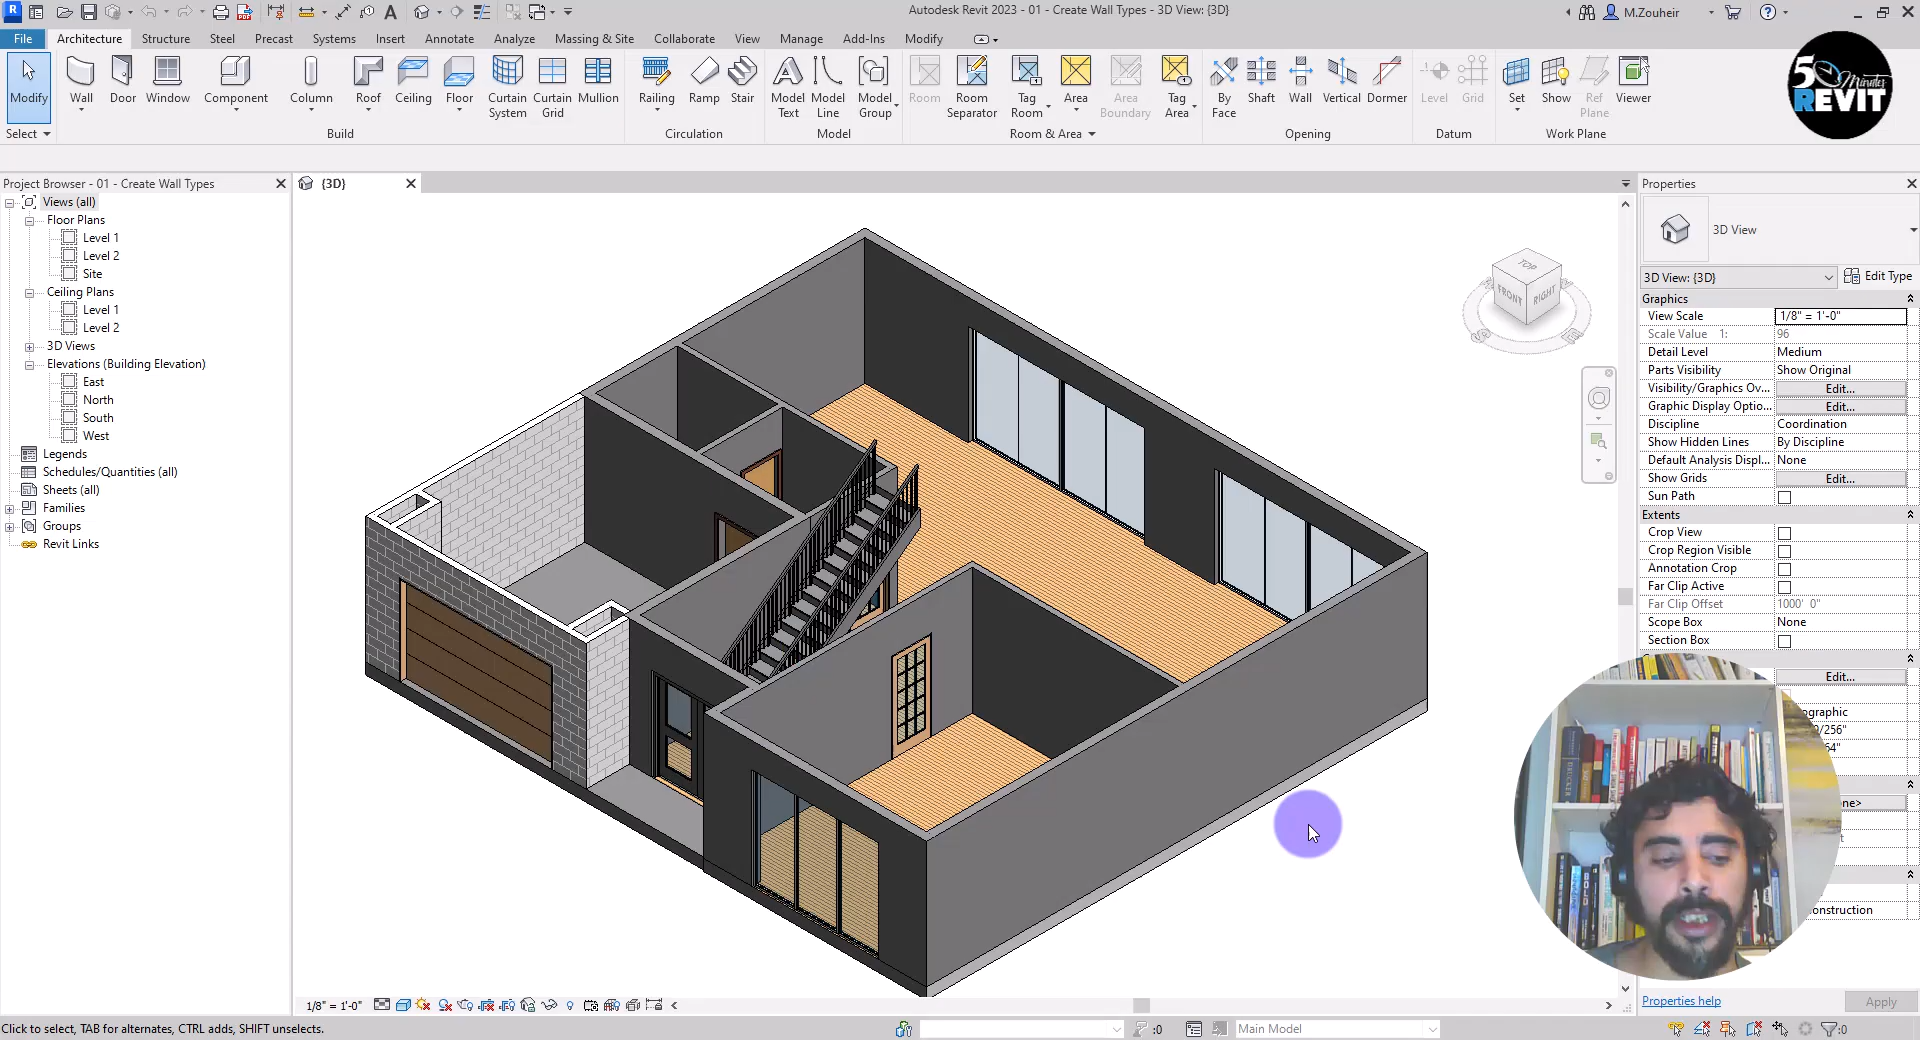 Autodesk Revit 2023 - 01 - Create Wall Types - 3D View: {3D}
M.Zouheir
File
Architecture
Structure
Steel
Precast
Systems
Insert
Annotate
Analyze
Massing & Site
Collaborate
View
Manage
Add-Ins
Modify
Modify
Wall
Door
Window
Component
Column
Roof
Ceiling
Floor
Curtain System
Curtain Grid
Mullion
Railing
Ramp
Stair
Model Text
Model Line
Model Group
Room
Room Separator
Tag Room
Area
Area Boundary
Tag Area
By Face
Shaft
Wall
Vertical
Dormer
Level
Grid
Set
Show
Ref Plane
Viewer
5 Minutes
REVIT
Select
Build
Circulation
Model
Room & Area
Opening
Datum
Work Plane
Project Browser - 01 - Create Wall Types
Views (all)
Floor Plans
Level 1
Level 2
Site
Ceiling Plans
Level 1
Level 2
3D Views
Elevations (Building Elevation)
East
North
South
West
Legends
Schedules/Quantities (all)
Sheets (all)
Families
Groups
Revit Links
{3D}
TOP
FRONT
RIGHT
Properties
3D View
3D View: {3D}
Edit Type
Graphics
View Scale 1/8" = 1'-0"
Scale Value 1: 96
Detail Level Medium
Parts Visibility Show Original
Visibility/Graphics Ov... Edit...
Graphic Display Optio... Edit...
Discipline Coordination
Show Hidden Lines By Discipline
Default Analysis Displ... None
Show Grids Edit...
Sun Path
Extents
Crop View
Crop Region Visible
Annotation Crop
Far Clip Active
Far Clip Offset 1000' 0"
Scope Box None
Section Box
Edit...
ographic
/256"
64"
ne>
onstruction
Properties help
Apply
1/8" = 1'-0"
Click to select, TAB for alternates, CTRL adds, SHIFT unselects.
:0
Main Model
:0